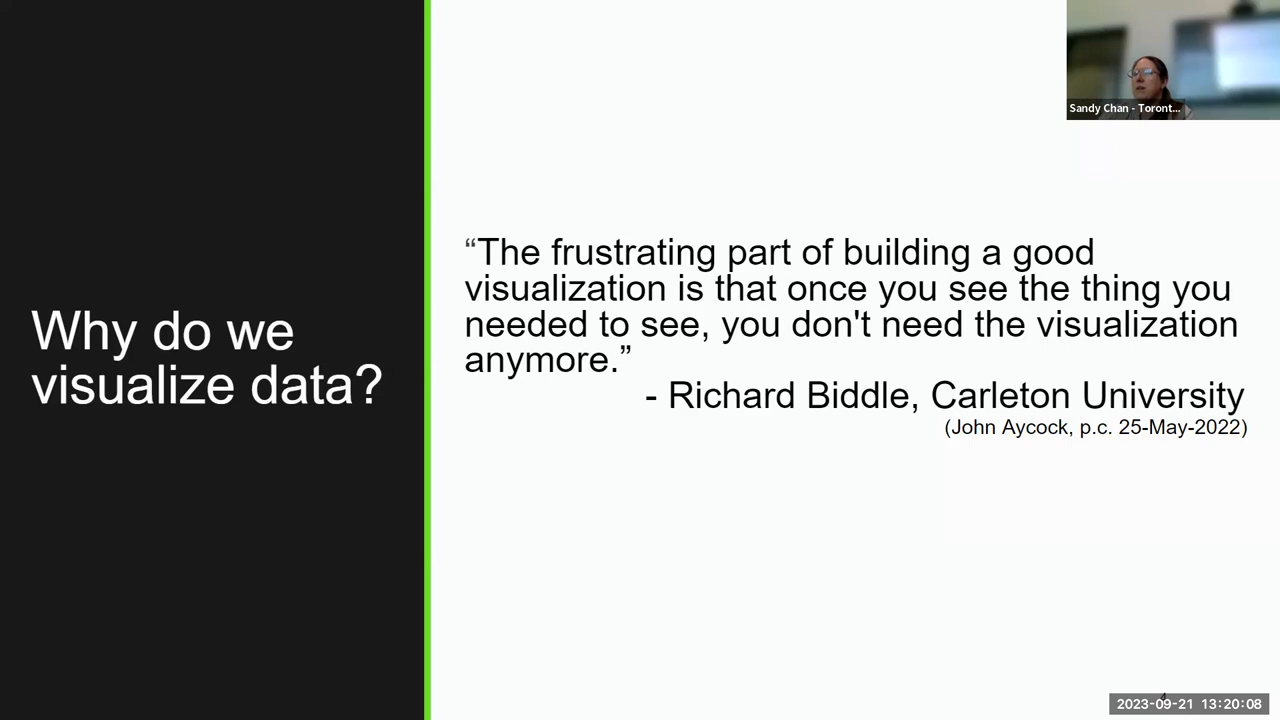 Sandy Chan - Toront...
Why do we
visualize data?
“The frustrating part of building a good
visualization is that once you see the thing you
needed to see, you don't need the visualization
anymore.”
- Richard Biddle, Carleton University
(John Aycock, p.c. 25-May-2022)
2023-09-21 13:20:08